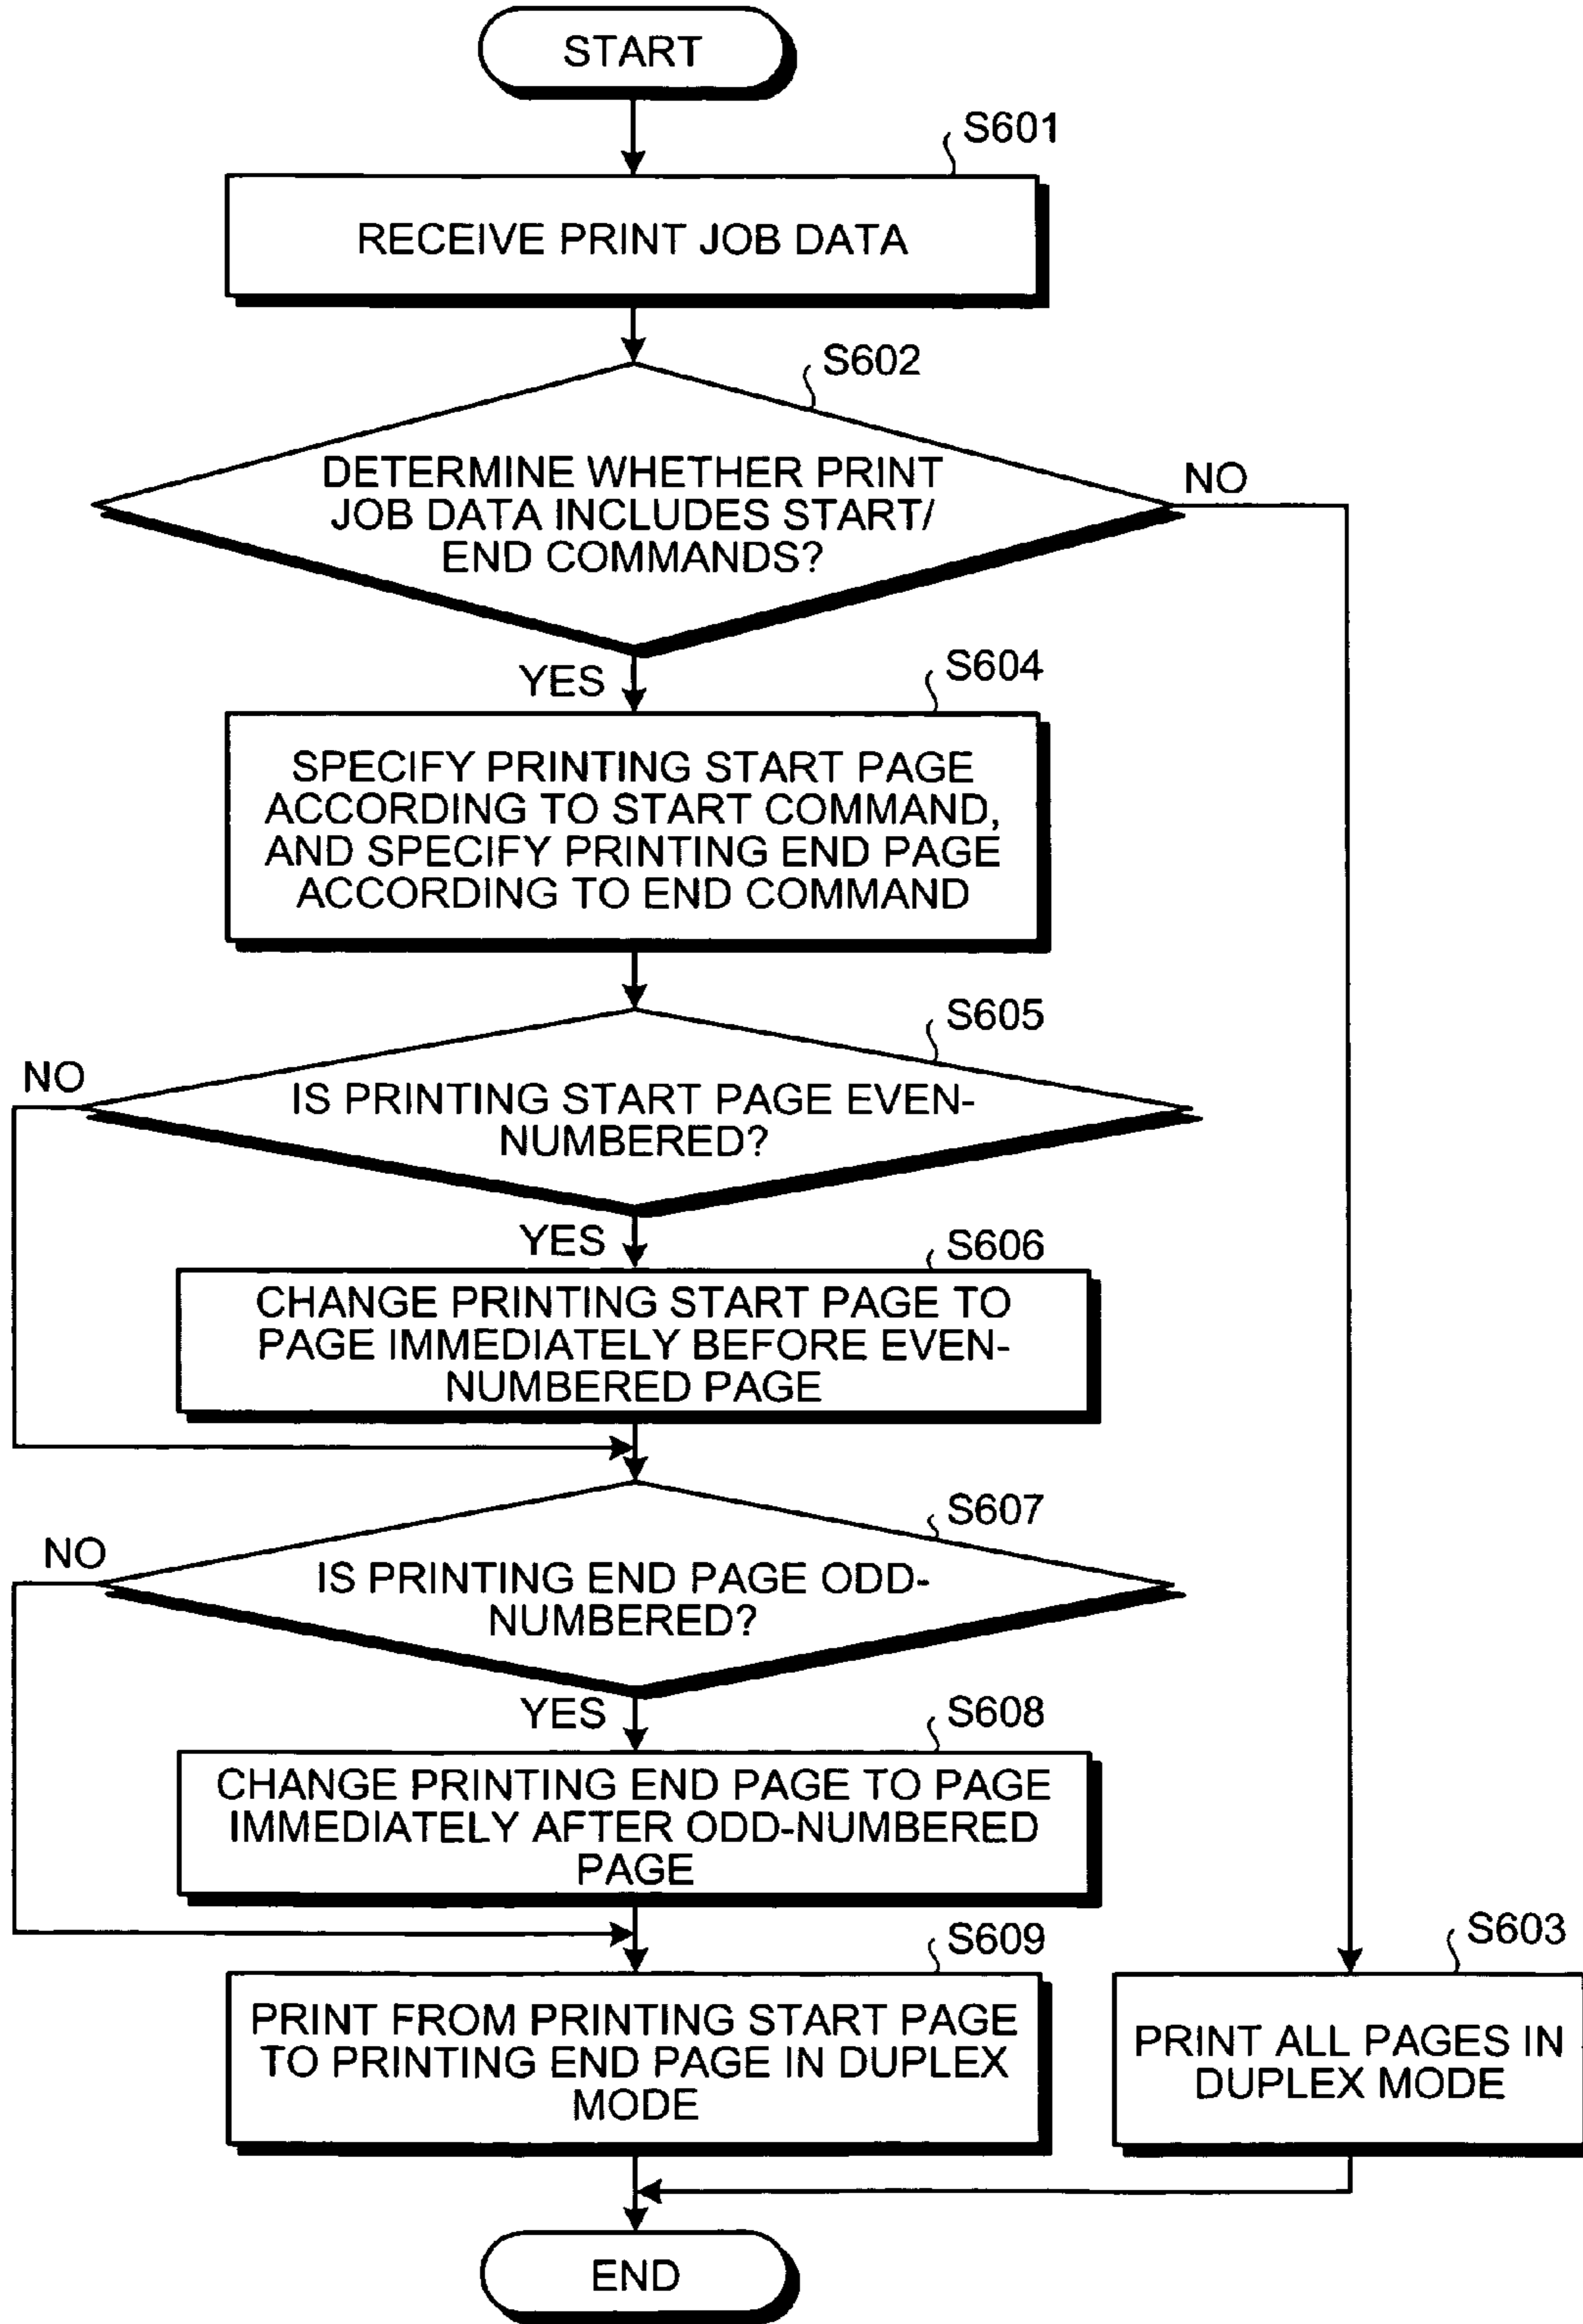 START
S601
RECEIVE PRINT JOB DATA
S602
DETERMINE WHETHER PRINT
JOB DATA INCLUDES START/
END COMMANDS?
NO
YES
S604
SPECIFY PRINTING START PAGE
ACCORDING TO START COMMAND,
AND SPECIFY PRINTING END PAGE
ACCORDING TO END COMMAND
S605
NO
IS PRINTING START PAGE EVEN-
NUMBERED?
YES
S606
CHANGE PRINTING START PAGE TO
PAGE IMMEDIATELY BEFORE EVEN-
NUMBERED PAGE
S607
NO
IS PRINTING END PAGE ODD-
NUMBERED?
YES
S608
CHANGE PRINTING END PAGE TO PAGE
IMMEDIATELY AFTER ODD-NUMBERED
PAGE
S609
PRINT FROM PRINTING START PAGE
TO PRINTING END PAGE IN DUPLEX
MODE
S603
PRINT ALL PAGES IN
DUPLEX MODE
END